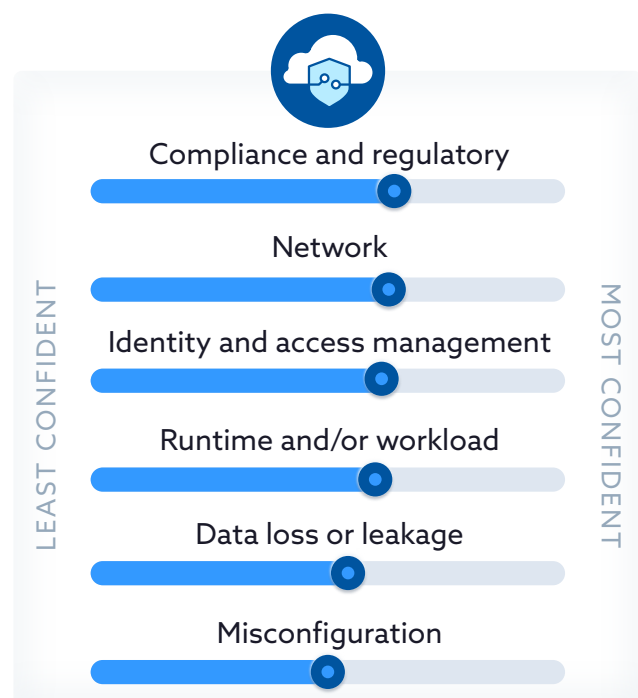 Compliance and regulatory
Network
Identity and access management
Runtime and/or workload
Data loss or leakage
Misconfiguration
LEAST CONFIDENT
MOST CONFIDENT